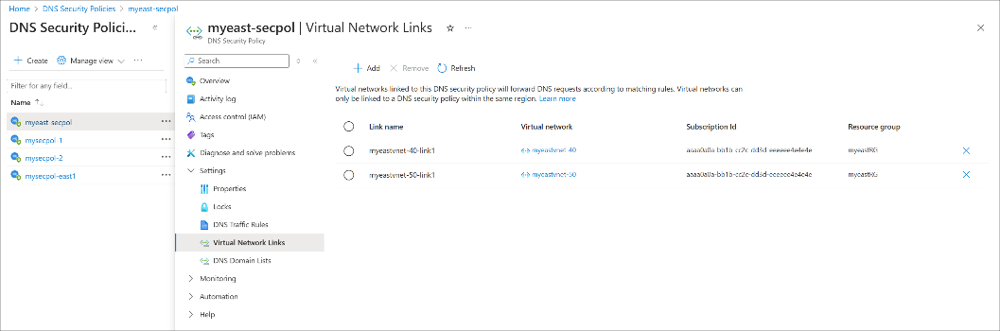 Home > DNS Security Policies > myeast-secpol
DNS Security Polici... «
+ Create Manage view ···
Filter for any field...
Name ↑↓
myeast-secpol ···
mysecpol-1 ···
mysecpol-2 ···
mysecpol-east1 ···
myeast-secpol | Virtual Network Links ☆ ···
DNS Security Policy
Search «
Overview
Activity log
Access control (IAM)
Tags
Diagnose and solve problems
Settings
Properties
Locks
DNS Traffic Rules
Virtual Network Links
DNS Domain Lists
Monitoring
Automation
Help
+ Add × Remove Refresh
Virtual networks linked to this DNS security policy will forward DNS requests according to matching rules. Virtual networks can
only be linked to a DNS security policy within the same region. Learn more
Link name Virtual network Subscription Id Resource group
myeastvnet-40-link1 myeastvnet-40 aaaa0a0a-bb1b-cc2c-dd3d-eeeeee4e4e4e myeastRG
myeastvnet-50-link1 myeastvnet-50 aaaa0a0a-bb1b-cc2c-dd3d-eeeeee4e4e4e myeastRG